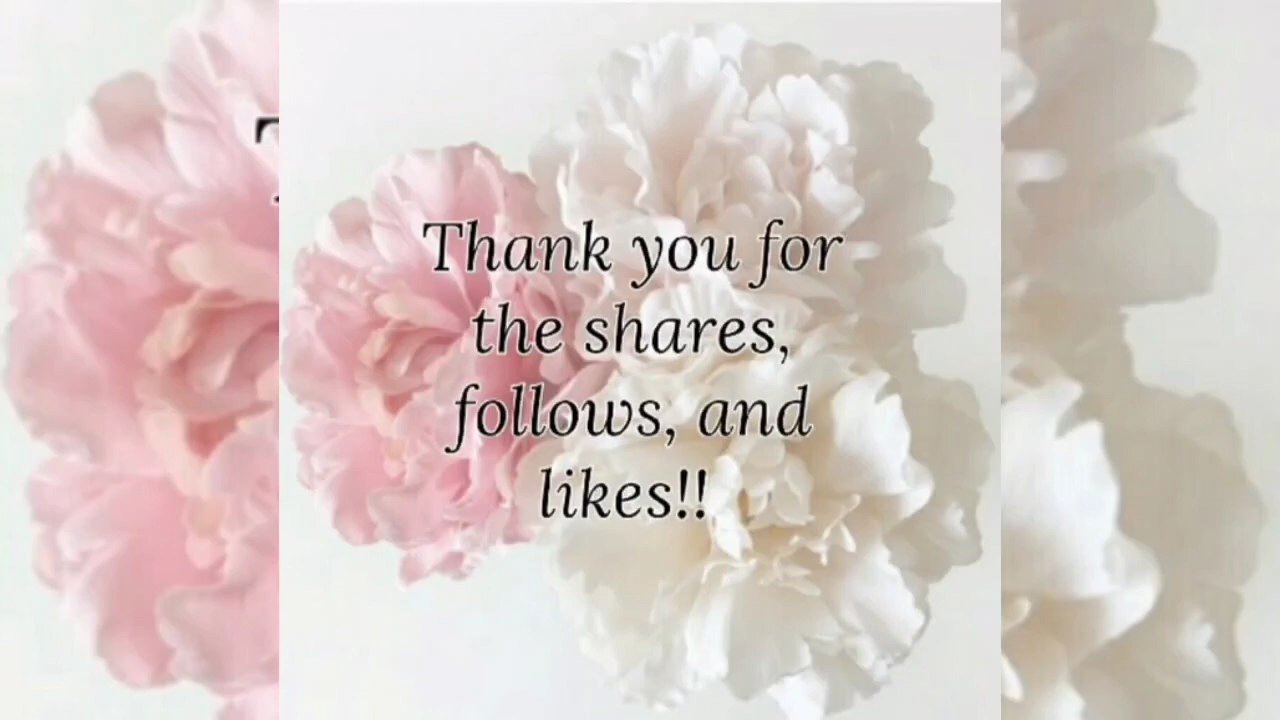 Thank you for
the shares,
follows, and
likes!!